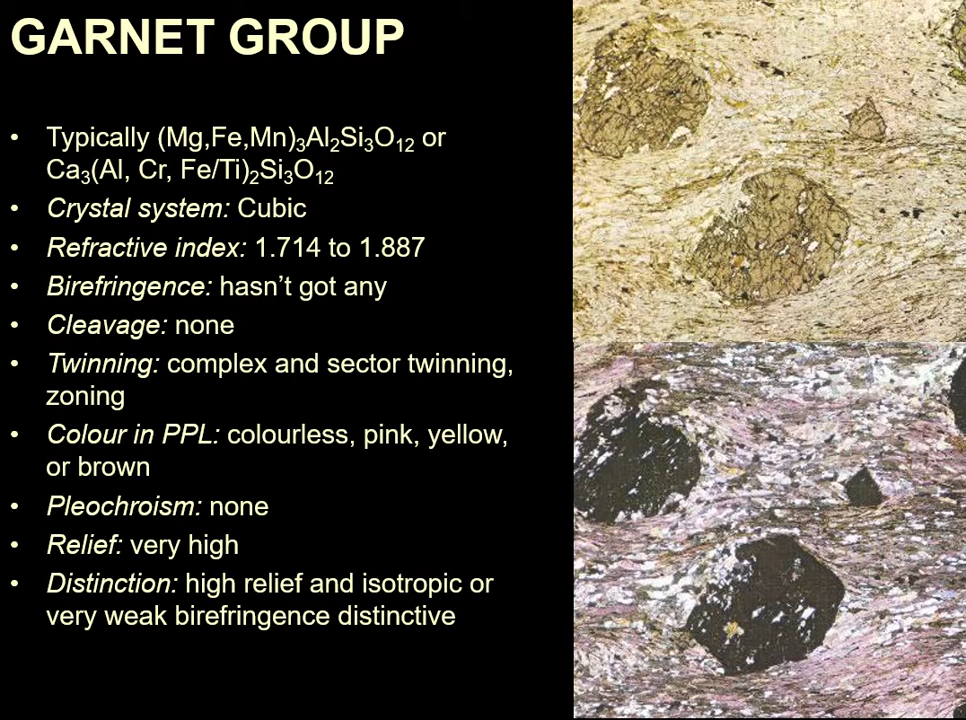 GARNET GROUP
• Typically (Mg,Fe,Mn)₃Al₂Si₃O₁₂ or
Ca₃(Al, Cr, Fe/Ti)₂Si₃O₁₂
• Crystal system: Cubic
• Refractive index: 1.714 to 1.887
• Birefringence: hasn’t got any
• Cleavage: none
• Twinning: complex and sector twinning,
zoning
• Colour in PPL: colourless, pink, yellow,
or brown
• Pleochroism: none
• Relief: very high
• Distinction: high relief and isotropic or
very weak birefringence distinctive